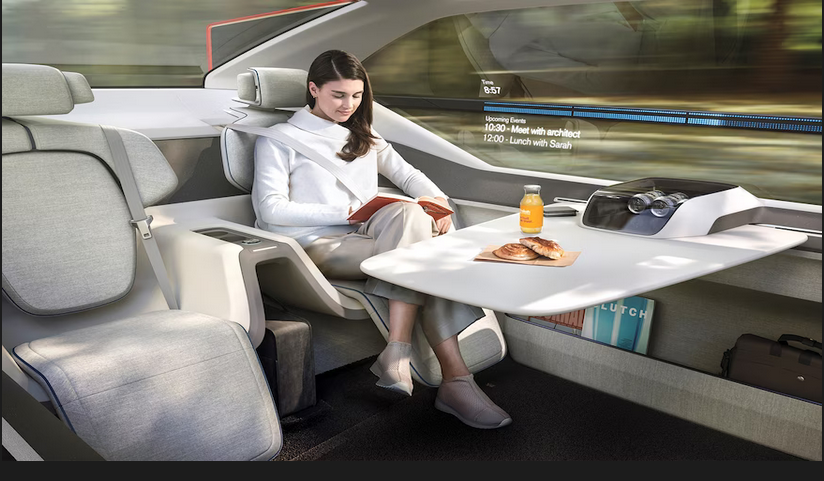 Time
8:57
Upcoming Events
10:30 - Meet with architect
12:00 - Lunch with Sarah
LUTCH